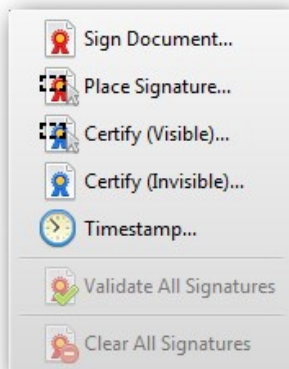 Sign Document...
Place Signature...
Certify (Visible)...
Certify (Invisible)...
Timestamp...
Validate All Signatures
Clear All Signatures